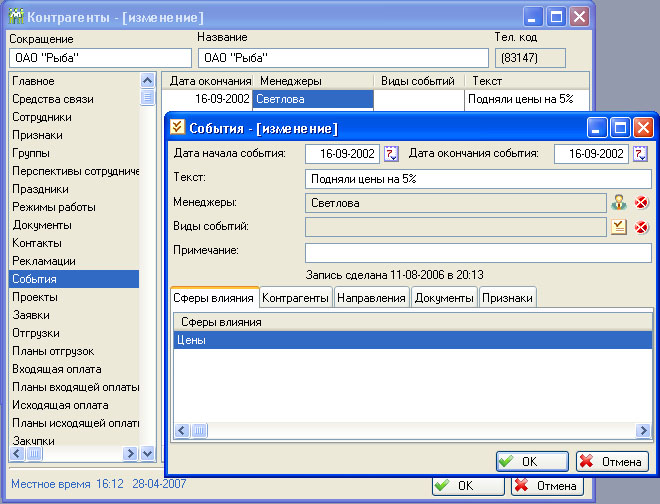 Контрагенты - [изменение]
Сокращение Название Тел. код
ОАО "Рыба" ОАО "Рыба" (83147)
Главное
Средства связи
Сотрудники
Признаки
Группы
Перспективы сотрудниче
Праздники
Режимы работы
Документы
Контакты
Рекламации
События
Проекты
Заявки
Отгрузки
Планы отгрузок
Входящая оплата
Планы входящей оплаты
Исходящая оплата
Планы исходящей оплат
Закупки
Дата окончания Менеджеры Виды событий Текст
16-09-2002 Светлова Подняли цены на 5%
События - [изменение]
Дата начала события: 16-09-2002 Дата окончания события: 16-09-2002
Текст: Подняли цены на 5%
Менеджеры: Светлова
Виды событий:
Примечание:
Запись сделана 11-08-2006 в 20:13
Сферы влияния Контрагенты Направления Документы Признаки
Сферы влияния
Цены
OK Отмена
Местное время 16:12 28-04-2007
OK Отмена